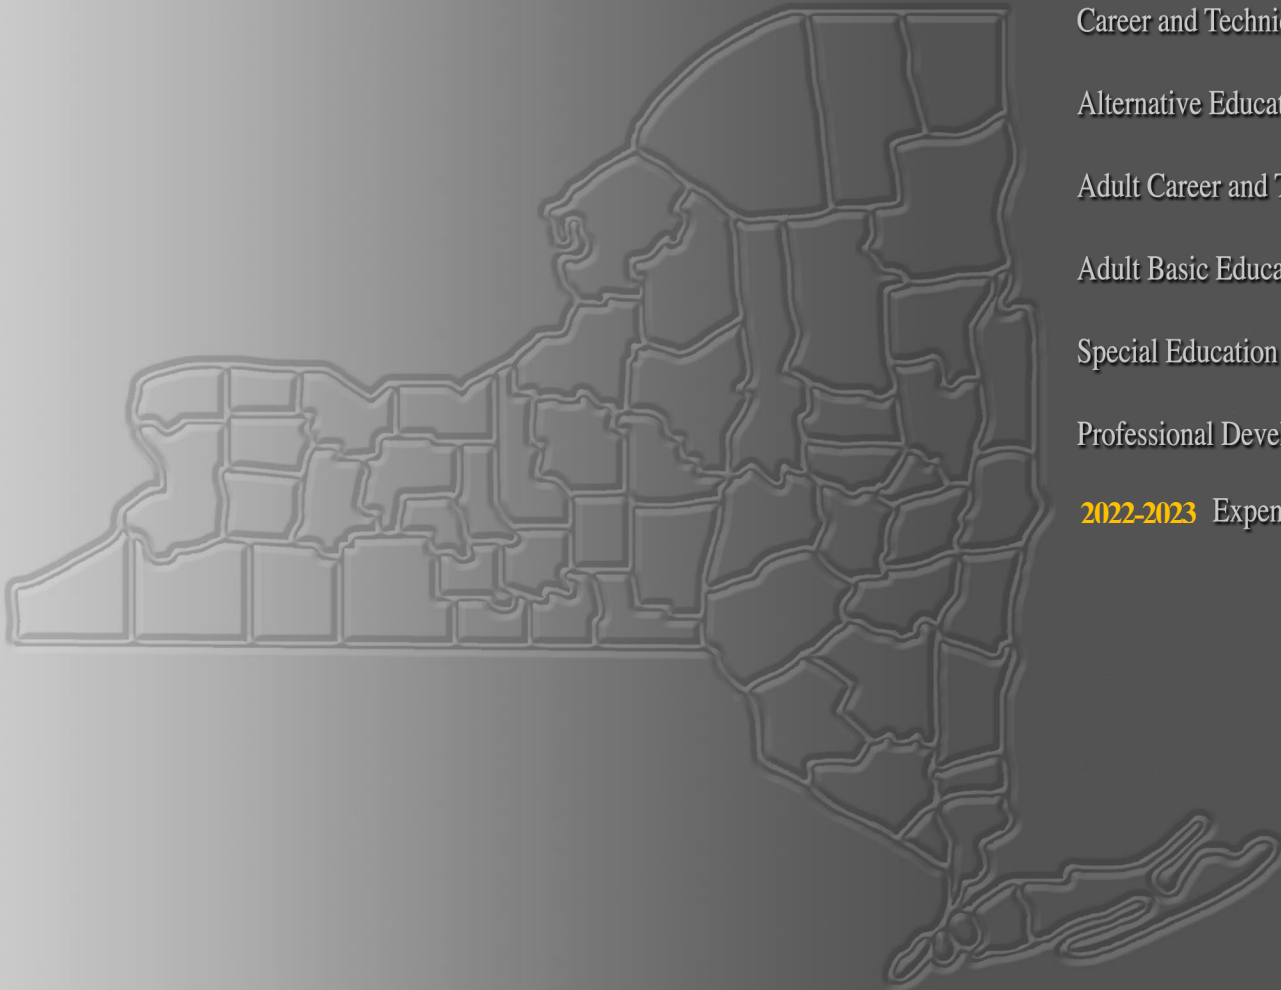 Career and Techni
Alternative Educat
Adult Career and T
Adult Basic Educa
Special Education
Professional Deve
2022-2023 Expen